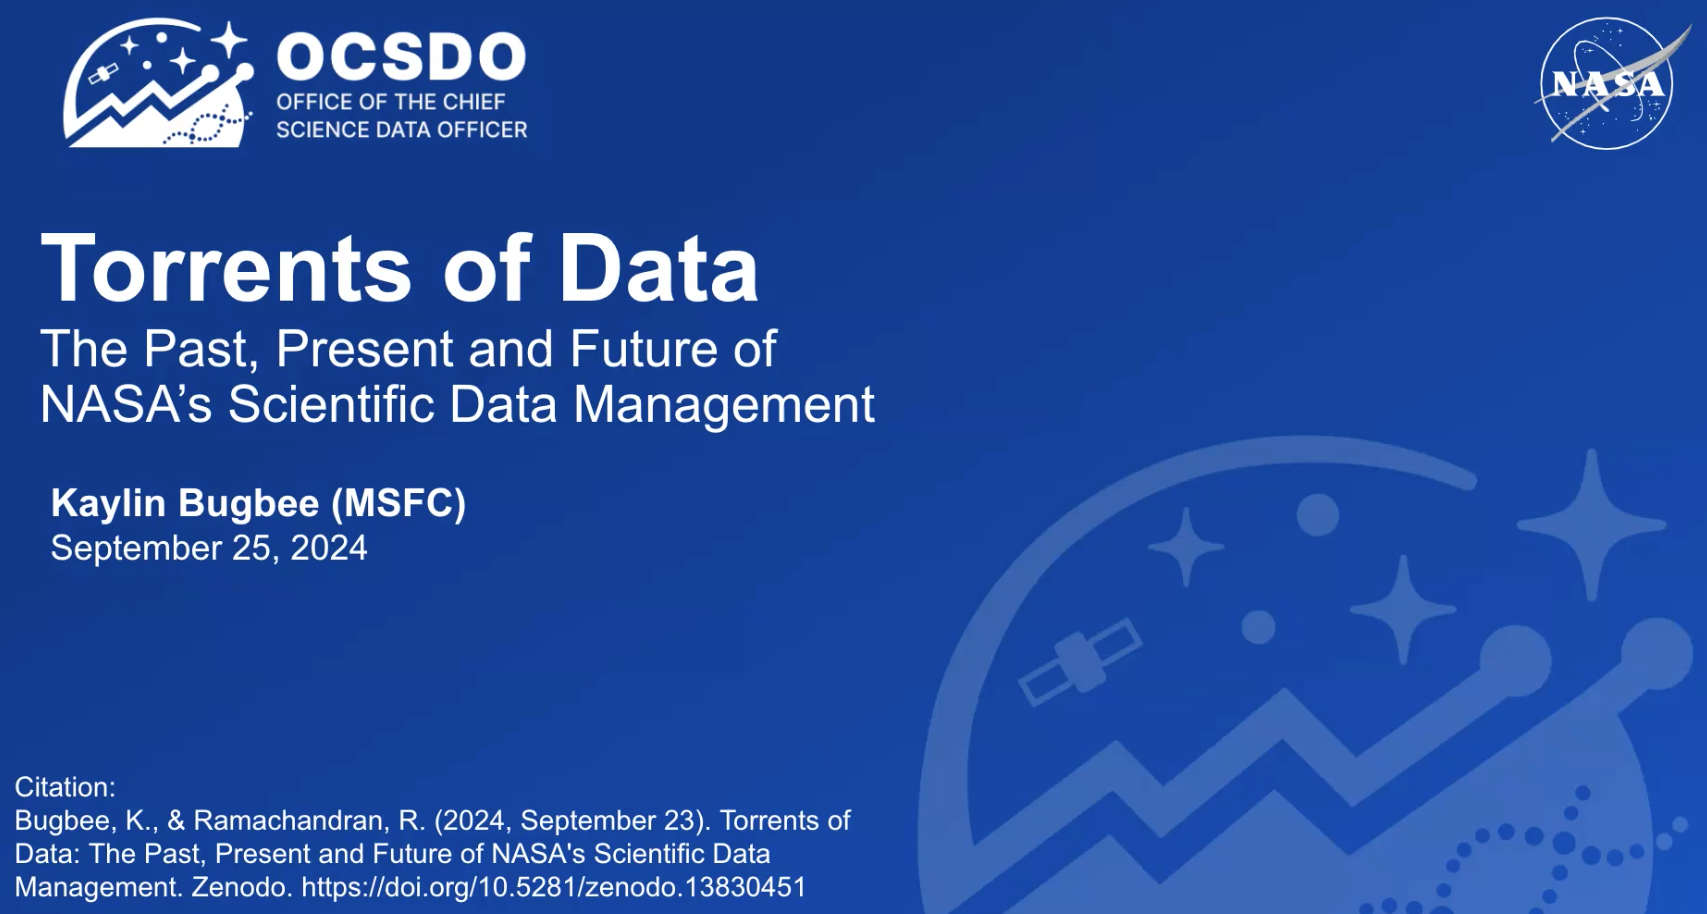 OCSDO
OFFICE OF THE CHIEF
SCIENCE DATA OFFICER
NASA
Torrents of Data
The Past, Present and Future of
NASA’s Scientific Data Management
Kaylin Bugbee (MSFC)
September 25, 2024
Citation:
Bugbee, K., & Ramachandran, R. (2024, September 23). Torrents of
Data: The Past, Present and Future of NASA's Scientific Data
Management. Zenodo. https://doi.org/10.5281/zenodo.13830451